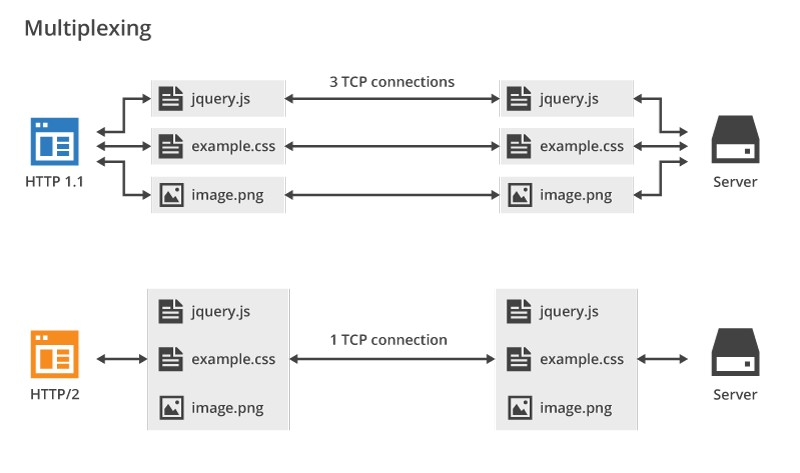 Multiplexing
3 TCP connections
jquery.js
jquery.js
example.css
example.css
HTTP 1.1
Server
image.png
image.png
jquery.js
jquery.js
1 TCP connection
example.css
example.css
HTTP/2
Server
image.png
image.png